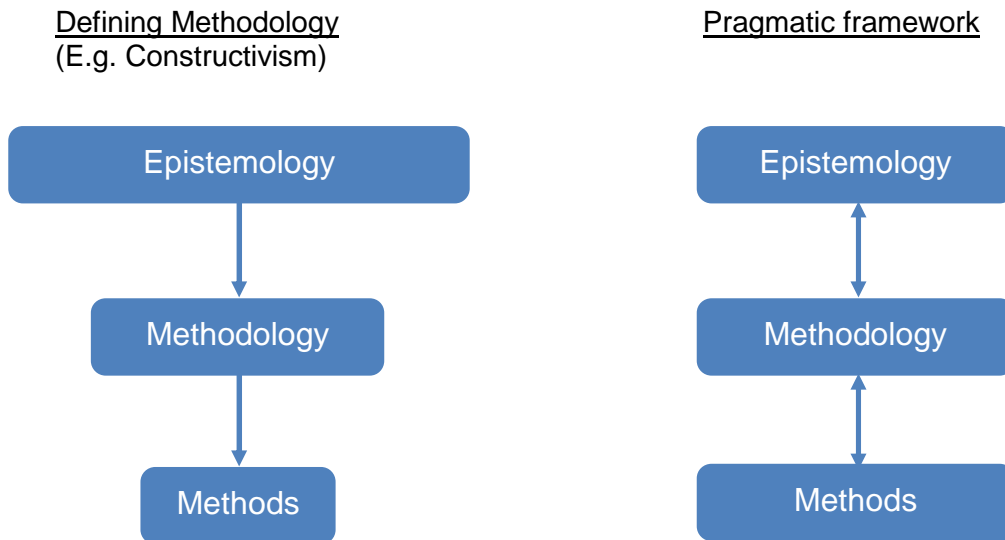 Defining Methodology
(E.g. Constructivism)
Epistemology
Methodology
Methods
Pragmatic framework
Epistemology
Methodology
Methods